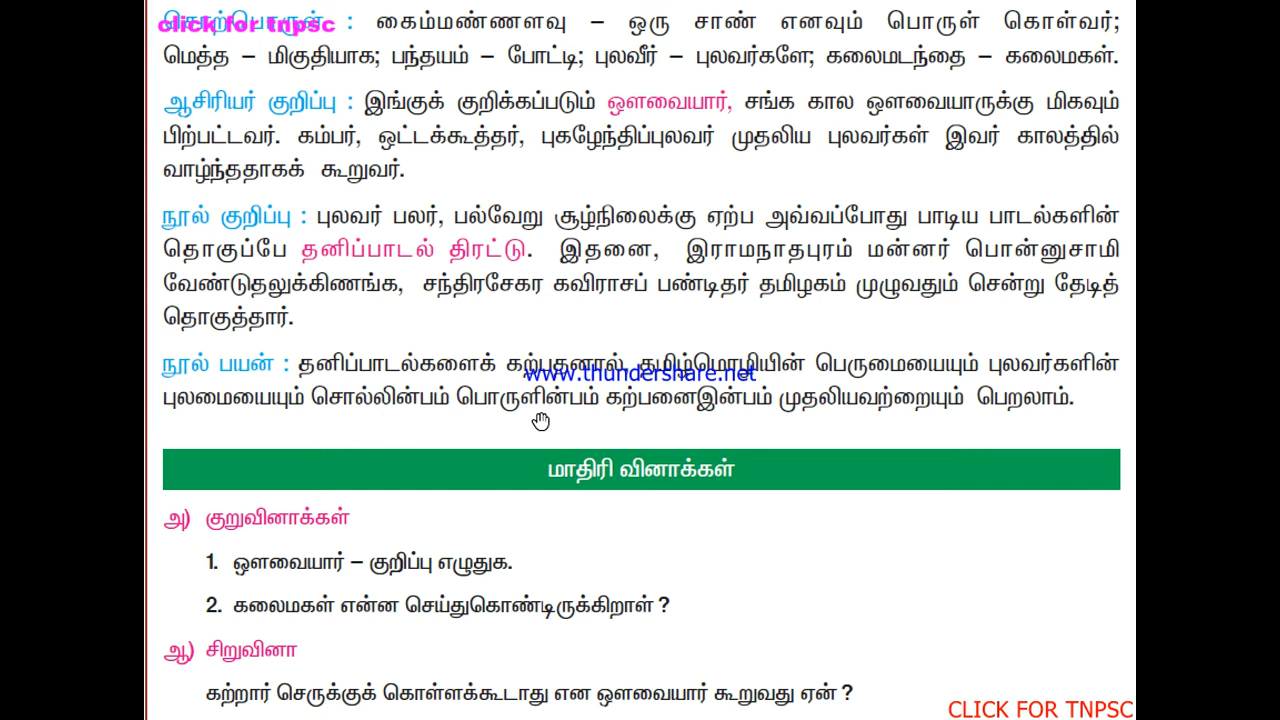 சொற்பொருள் : கைம்மண்ணளவு – ஒரு சாண் எனவும் பொருள் கொள்வர்;
click for tnpsc
மெத்த – மிகுதியாக; பந்தயம் – போட்டி; புலவீர் – புலவர்களே; கலைமடந்தை – கலைமகள்.
ஆசிரியர் குறிப்பு : இங்குக் குறிக்கப்படும் ஔவையார், சங்க கால ஔவையாருக்கு மிகவும்
பிற்பட்டவர். கம்பர், ஒட்டக்கூத்தர், புகழேந்திப்புலவர் முதலிய புலவர்கள் இவர் காலத்தில்
வாழ்ந்ததாகக் கூறுவர்.
நூல் குறிப்பு : புலவர் பலர், பல்வேறு சூழ்நிலைக்கு ஏற்ப அவ்வப்போது பாடிய பாடல்களின்
தொகுப்பே தனிப்பாடல் திரட்டு. இதனை, இராமநாதபுரம் மன்னர் பொன்னுசாமி
வேண்டுதலுக்கிணங்க, சந்திரசேகர கவிராசப் பண்டிதர் தமிழகம் முழுவதும் சென்று தேடித்
தொகுத்தார்.
நூல் பயன் : தனிப்பாடல்களைக் கற்பதனால், தமிழ்மொழியின் பெருமையையும் புலவர்களின்
www.thundershare.net
புலமையையும் சொல்லின்பம் பொருளின்பம் கற்பனைஇன்பம் முதலியவற்றையும் பெறலாம்.
மாதிரி வினாக்கள்
அ) குறுவினாக்கள்
1. ஔவையார் – குறிப்பு எழுதுக.
2. கலைமகள் என்ன செய்துகொண்டிருக்கிறாள் ?
ஆ) சிறுவினா
கற்றார் செருக்குக் கொள்ளக்கூடாது என ஔவையார் கூறுவது ஏன் ?
CLICK FOR TNPSC